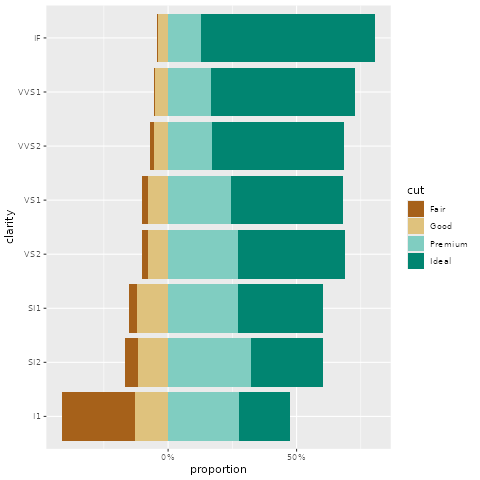 IF
VVS1
VVS2
VS1
VS2
SI1
SI2
I1
clarity
0%
50%
proportion
cut
Fair
Good
Premium
Ideal